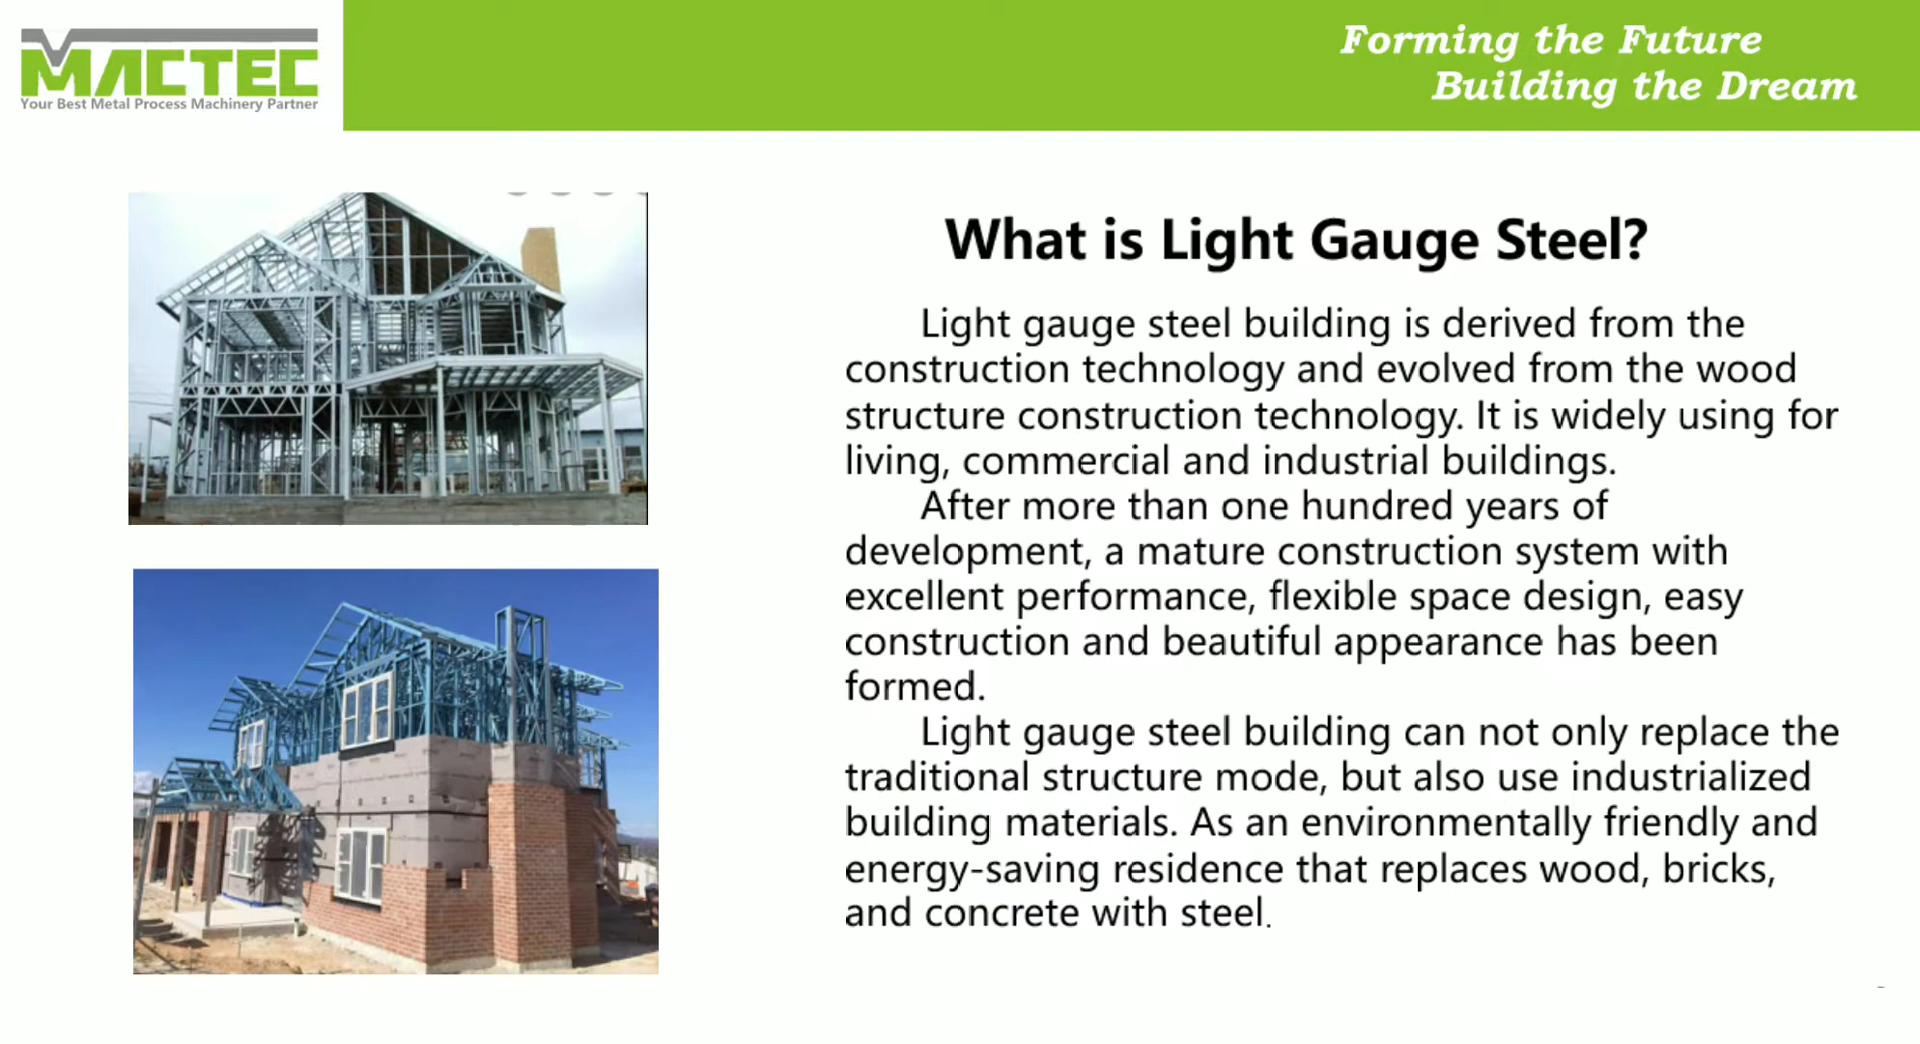 MACTEC
Your Best Metal Process Machinery Partner
Forming the Future
Building the Dream
What is Light Gauge Steel?
Light gauge steel building is derived from the
construction technology and evolved from the wood
structure construction technology. It is widely using for
living, commercial and industrial buildings.
After more than one hundred years of
development, a mature construction system with
excellent performance, flexible space design, easy
construction and beautiful appearance has been
formed.
Light gauge steel building can not only replace the
traditional structure mode, but also use industrialized
building materials. As an environmentally friendly and
energy-saving residence that replaces wood, bricks,
and concrete with steel.